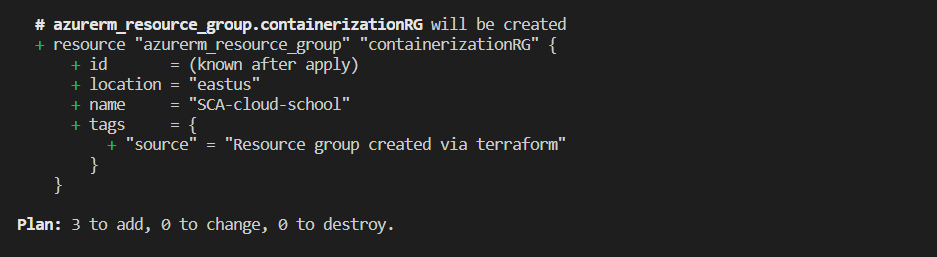 # azurerm_resource_group.containerizationRG will be created
+ resource "azurerm_resource_group" "containerizationRG" {
+ id       = (known after apply)
+ location = "eastus"
+ name     = "SCA-cloud-school"
+ tags     = {
+ "source" = "Resource group created via terraform"
}
}
Plan: 3 to add, 0 to change, 0 to destroy.